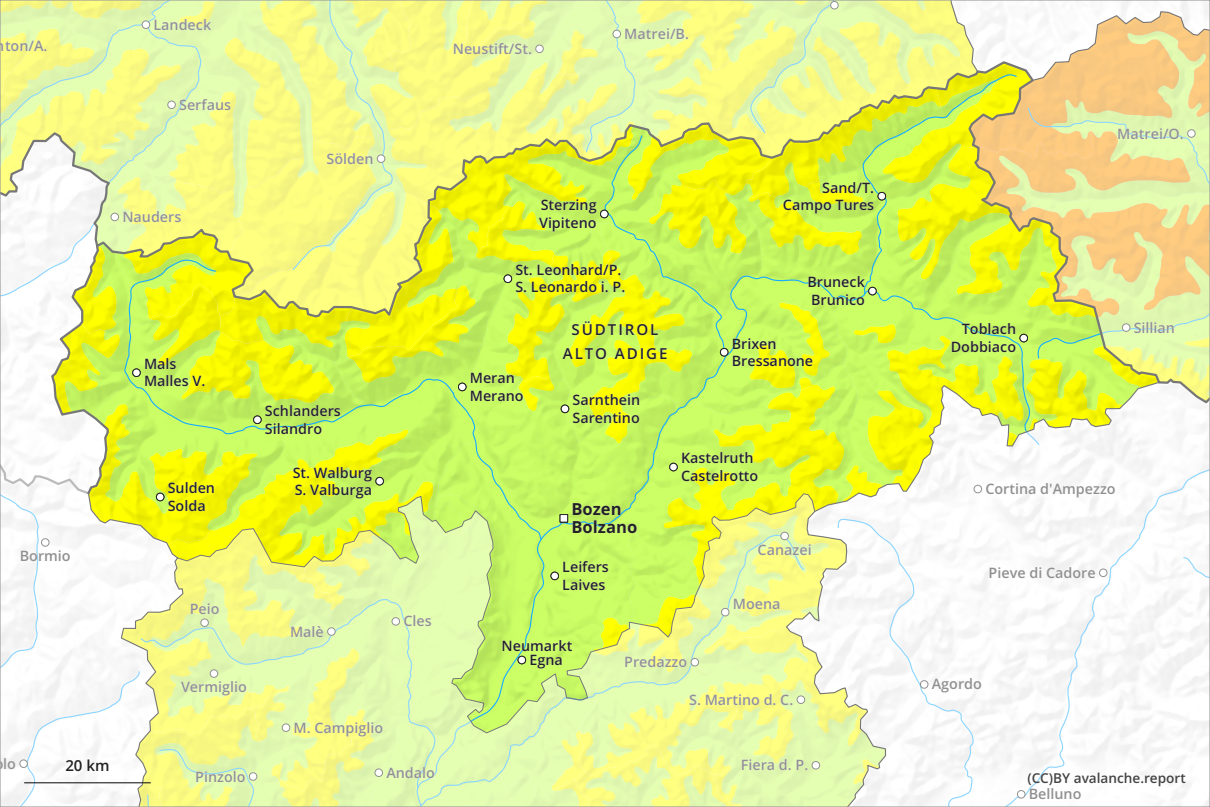 Landeck
nton/A.
Neustift/St.
Matrei/B.
Serfaus
Matrei/O.
Sölden
Nauders
Sand/T.
Campo Tures
Sterzing
Vipiteno
St. Leonhard/P.
S. Leonardo i. P.
Bruneck
Brunico
SÜDTIROL
ALTO ADIGE
Toblach
Dobbiaco
Sillian
Brixen
Bressanone
Mals
Malles V.
Meran
Merano
Schlanders
Silandro
Sarnthein
Sarentino
Kastelruth
Castelrotto
St. Walburg
S. Valburga
Sulden
Solda
Cortina d'Ampezzo
Bozen
Bolzano
Bormio
Canazei
Leifers
Laives
Pieve di Cadore
Peio
Moena
Malè
Cles
Neumarkt
Egna
Predazzo
Vermiglio
Agordo
S. Martino d. C.
M. Campiglio
olo
20 km
Pinzolo
Andalo
Fiera d. P.
(CC)BY avalanche.report
Belluno